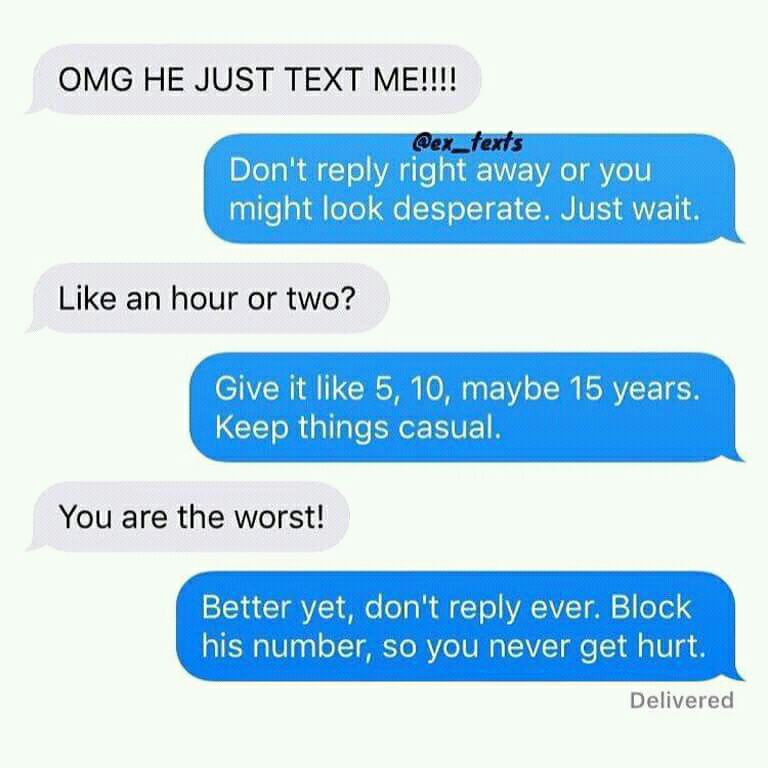 OMG HE JUST TEXT ME!!!!
@ex_texts
Don't reply right away or you
might look desperate. Just wait.
Like an hour or two?
Give it like 5, 10, maybe 15 years.
Keep things casual.
You are the worst!
Better yet, don't reply ever. Block
his number, so you never get hurt.
Delivered